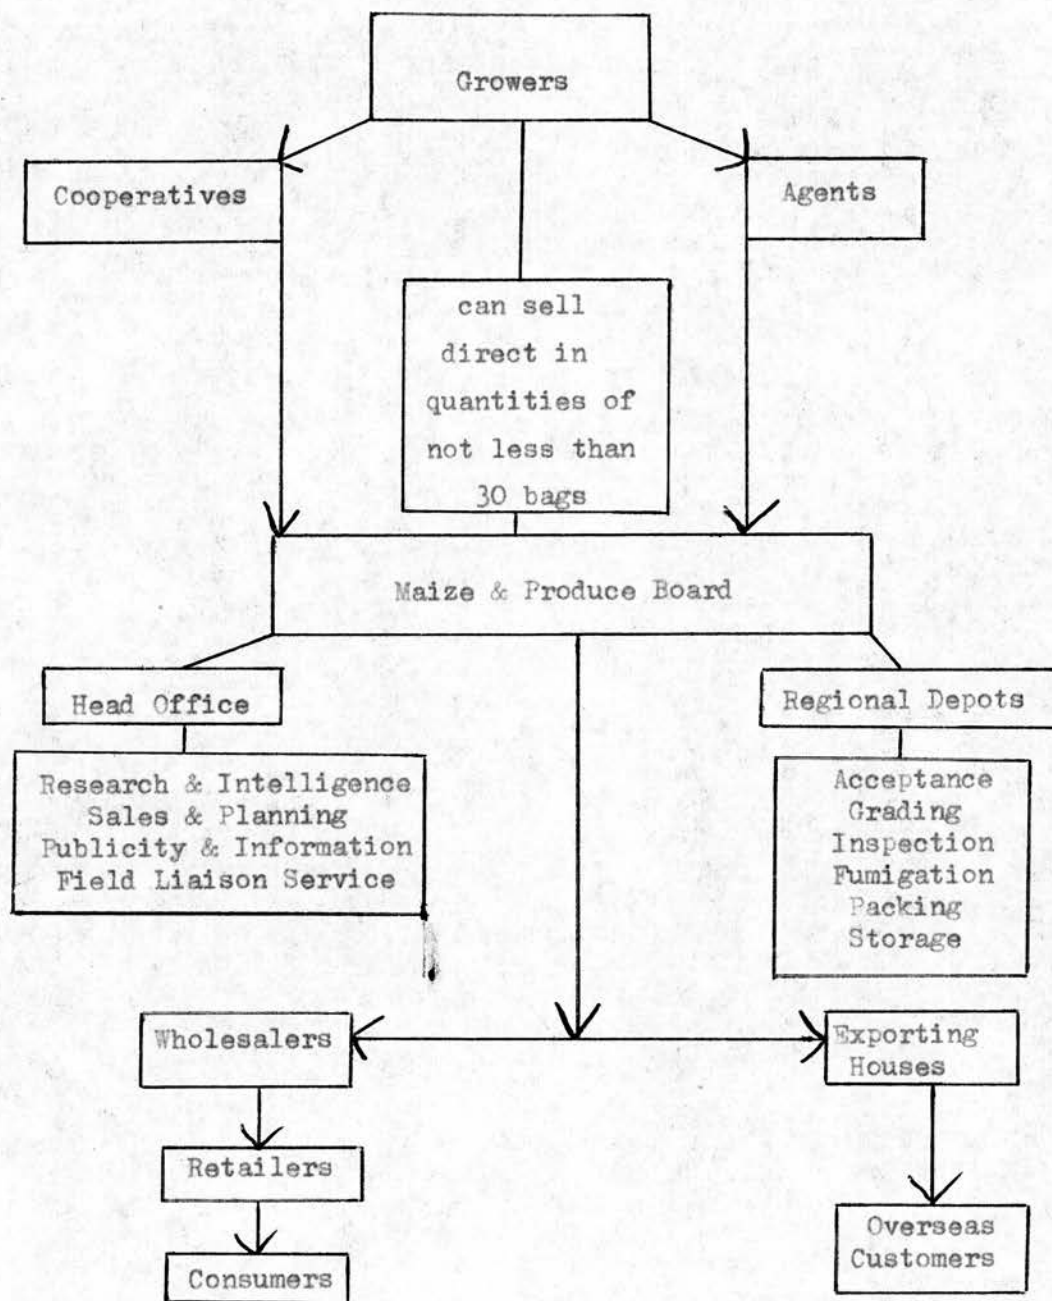 Growers
Cooperatives
Agents
can sell
direct in
quantities of
not less than
30 bags
Maize & Produce Board
Head Office
Regional Depots
Research & Intelligence
Sales & Planning
Publicity & Information
Field Liaison Service
Acceptance
Grading
Inspection
Fumigation
Packing
Storage
Wholesalers
Exporting
Houses
Retailers
Overseas
Customers
Consumers